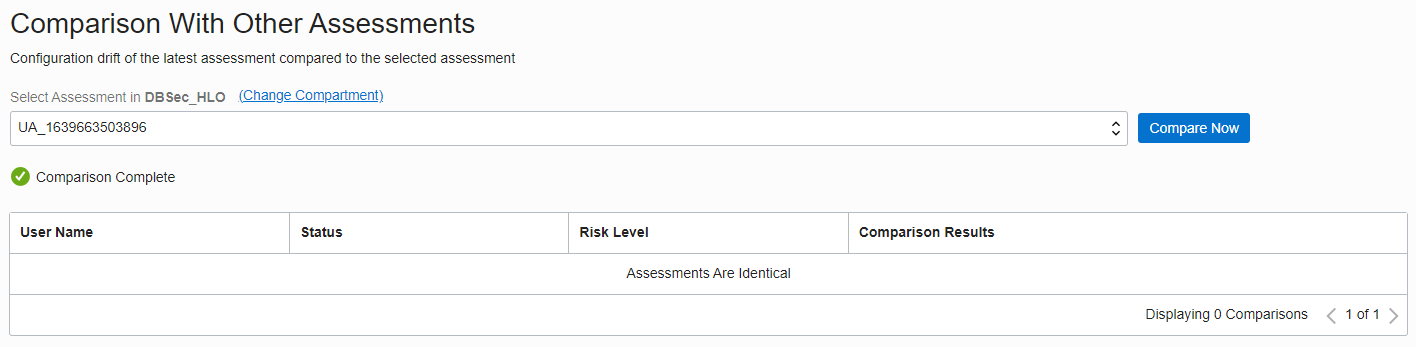 Comparison With Other Assessments
Configuration drift of the latest assessment compared to the selected assessment
Select Assessment in DBSec_HLO (Change Compartment)
UA_1639663503896
Compare Now
Comparison Complete
User Name Status Risk Level Comparison Results
Assessments Are Identical
Displaying 0 Comparisons 1 of 1